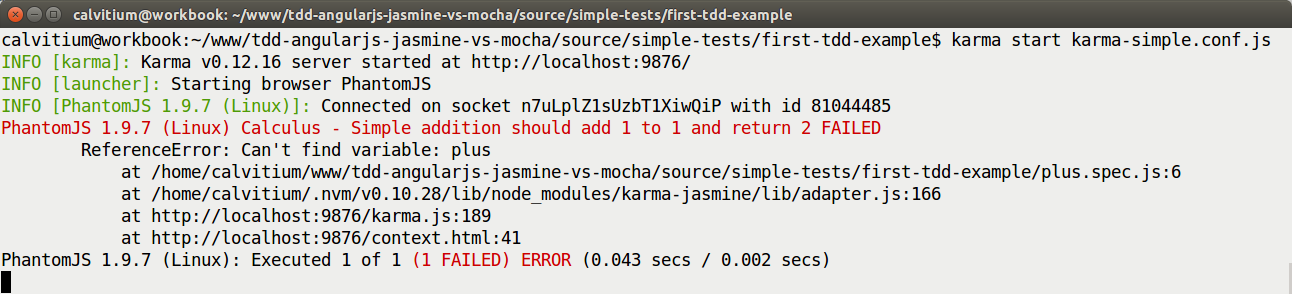 calvitium@workbook: ~/www/tdd-angularjs-jasmine-vs-mocha/source/simple-tests/first-tdd-example
calvitium@workbook:~/www/tdd-angularjs-jasmine-vs-mocha/source/simple-tests/first-tdd-example$ karma start karma-simple.conf.js
INFO [karma]: Karma v0.12.16 server started at http://localhost:9876/
INFO [launcher]: Starting browser PhantomJS
INFO [PhantomJS 1.9.7 (Linux)]: Connected on socket n7uLplZ1sUzbT1XiwQiP with id 81044485
PhantomJS 1.9.7 (Linux) Calculus - Simple addition should add 1 to 1 and return 2 FAILED
ReferenceError: Can't find variable: plus
at /home/calvitium/www/tdd-angularjs-jasmine-vs-mocha/source/simple-tests/first-tdd-example/plus.spec.js:6
at /home/calvitium/.nvm/v0.10.28/lib/node_modules/karma-jasmine/lib/adapter.js:166
at http://localhost:9876/karma.js:189
at http://localhost:9876/context.html:41
PhantomJS 1.9.7 (Linux): Executed 1 of 1 (1 FAILED) ERROR (0.043 secs / 0.002 secs)